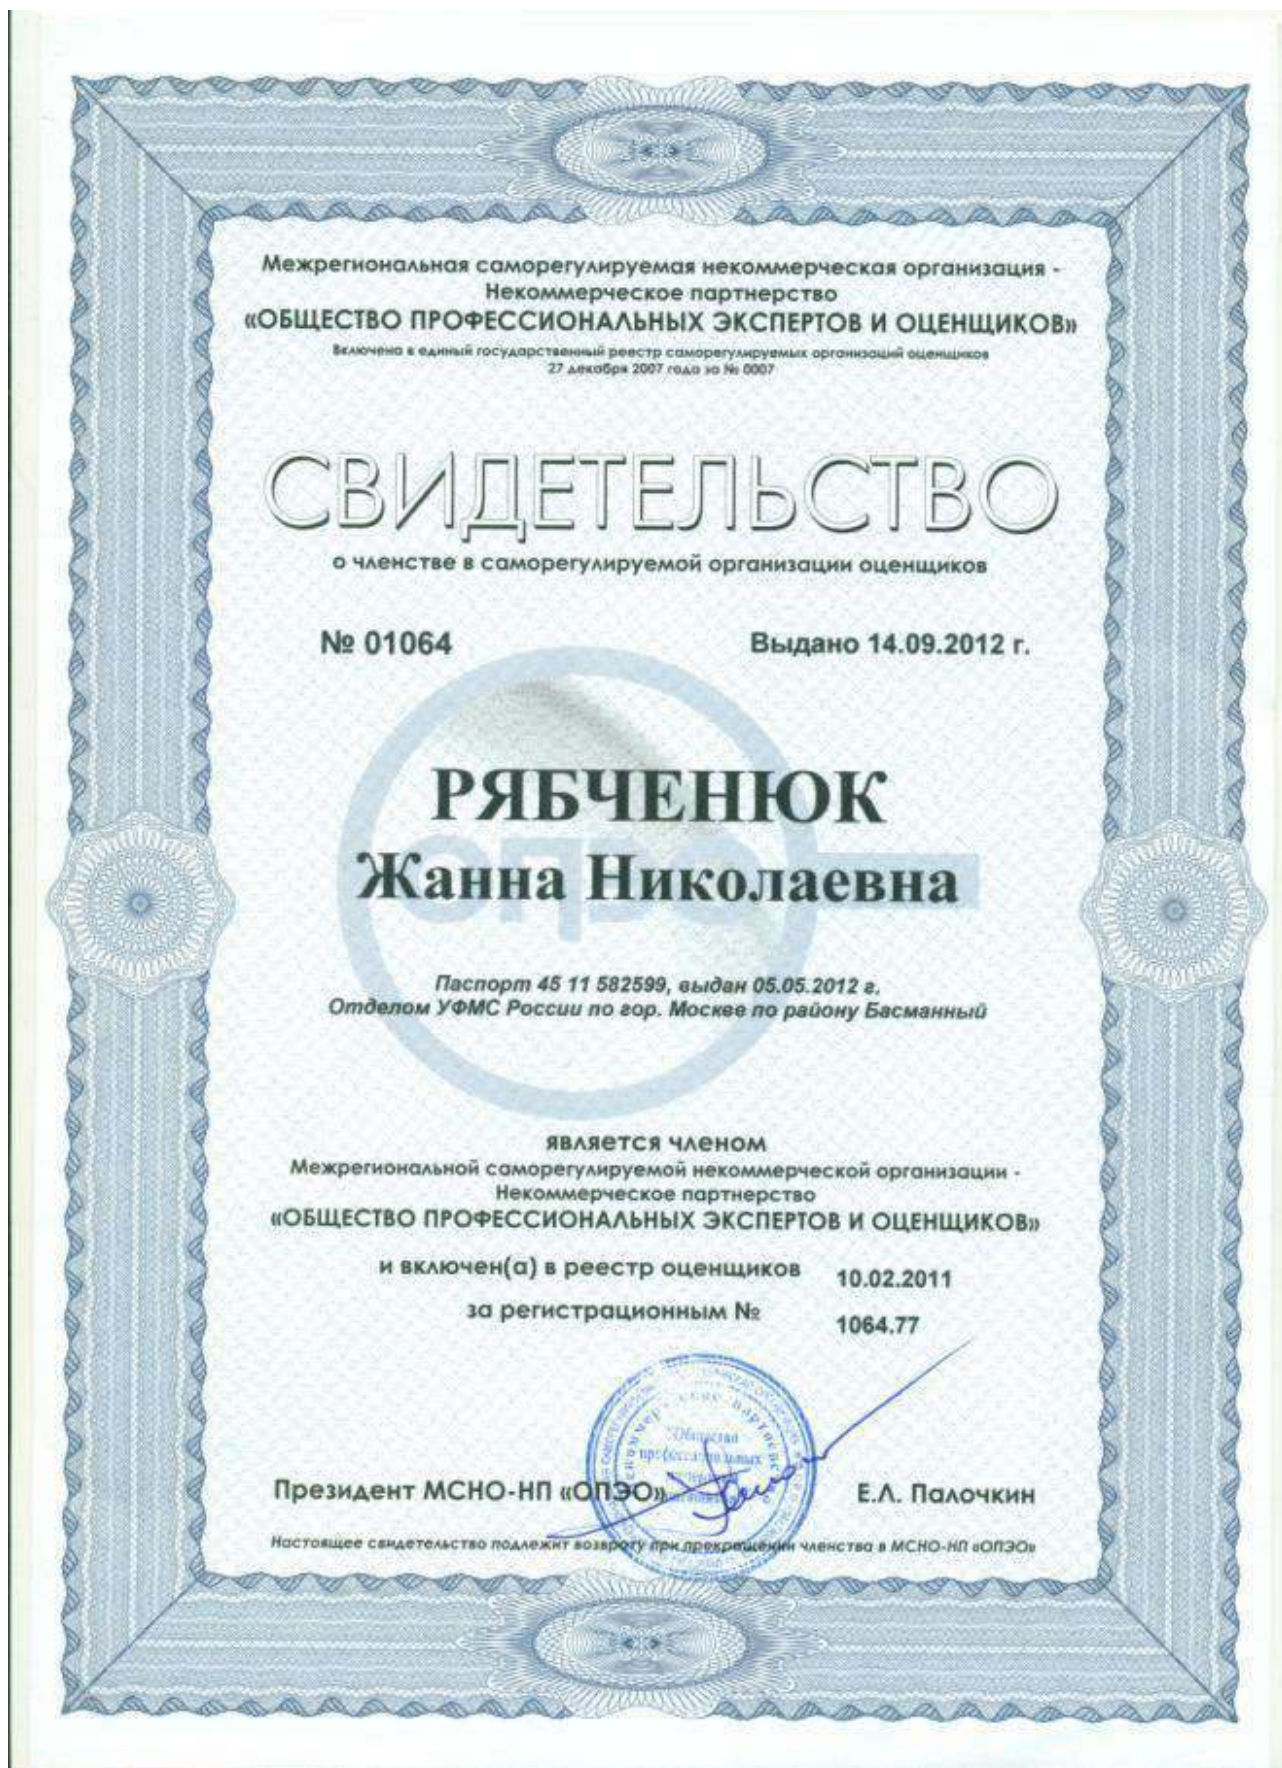 Межрегиональная саморегулируемая некоммерческая организация -
Некоммерческое партнерство
«ОБЩЕСТВО ПРОФЕССИОНАЛЬНЫХ ЭКСПЕРТОВ И ОЦЕНЩИКОВ»
Включена в единый государственный реестр саморегулируемых организаций оценщиков
27 декабря 2007 года за № 0007
СВИДЕТЕЛЬСТВО
о членстве в саморегулируемой организации оценщиков
№ 01064 Выдано 14.09.2012 г.
РЯБЧЕНЮК
Жанна Николаевна
опэо
Паспорт 45 11 582599, выдан 05.05.2012 г.
Отделом УФМС России по гор. Москве по району Басманный
является членом
Межрегиональной саморегулируемой некоммерческой организации -
Некоммерческое партнерство
«ОБЩЕСТВО ПРОФЕССИОНАЛЬНЫХ ЭКСПЕРТОВ И ОЦЕНЩИКОВ»
и включен(а) в реестр оценщиков 10.02.2011
за регистрационным № 1064.77
"Общество
профессиональных
Президент МСНО-НП «ОПЭО» Е.Л. Палочкин
Настоящее свидетельство подлежит возврату при прекращении членства в МСНО-НП «ОПЭО»